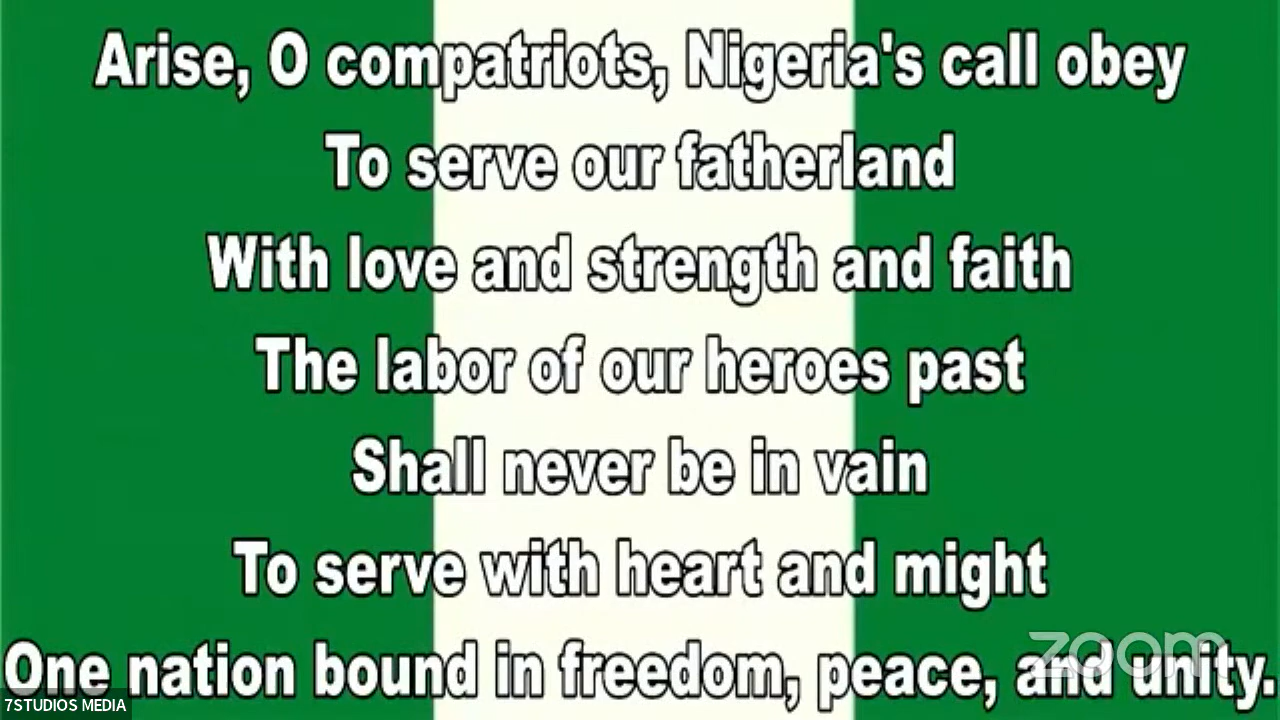 Arise, O compatriots, Nigeria's call obey
To serve our fatherland
With love and strength and faith
The labor of our heroes past
Shall never be in vain
To serve with heart and might
One nation bound in freedom, peace, and unity.
zoom
7STUDIOS MEDIA